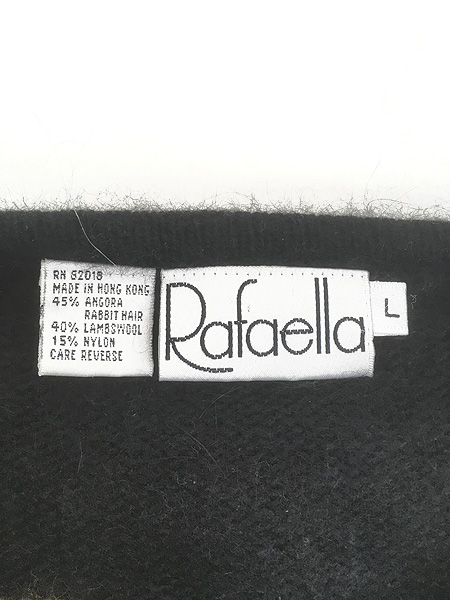 RN 62018
MADE IN HONG KONG
45% ANGORA
RABBIT HAIR
40% LAMBSWOOL
15% NYLON
CARE REVERSE
Rafaella
L